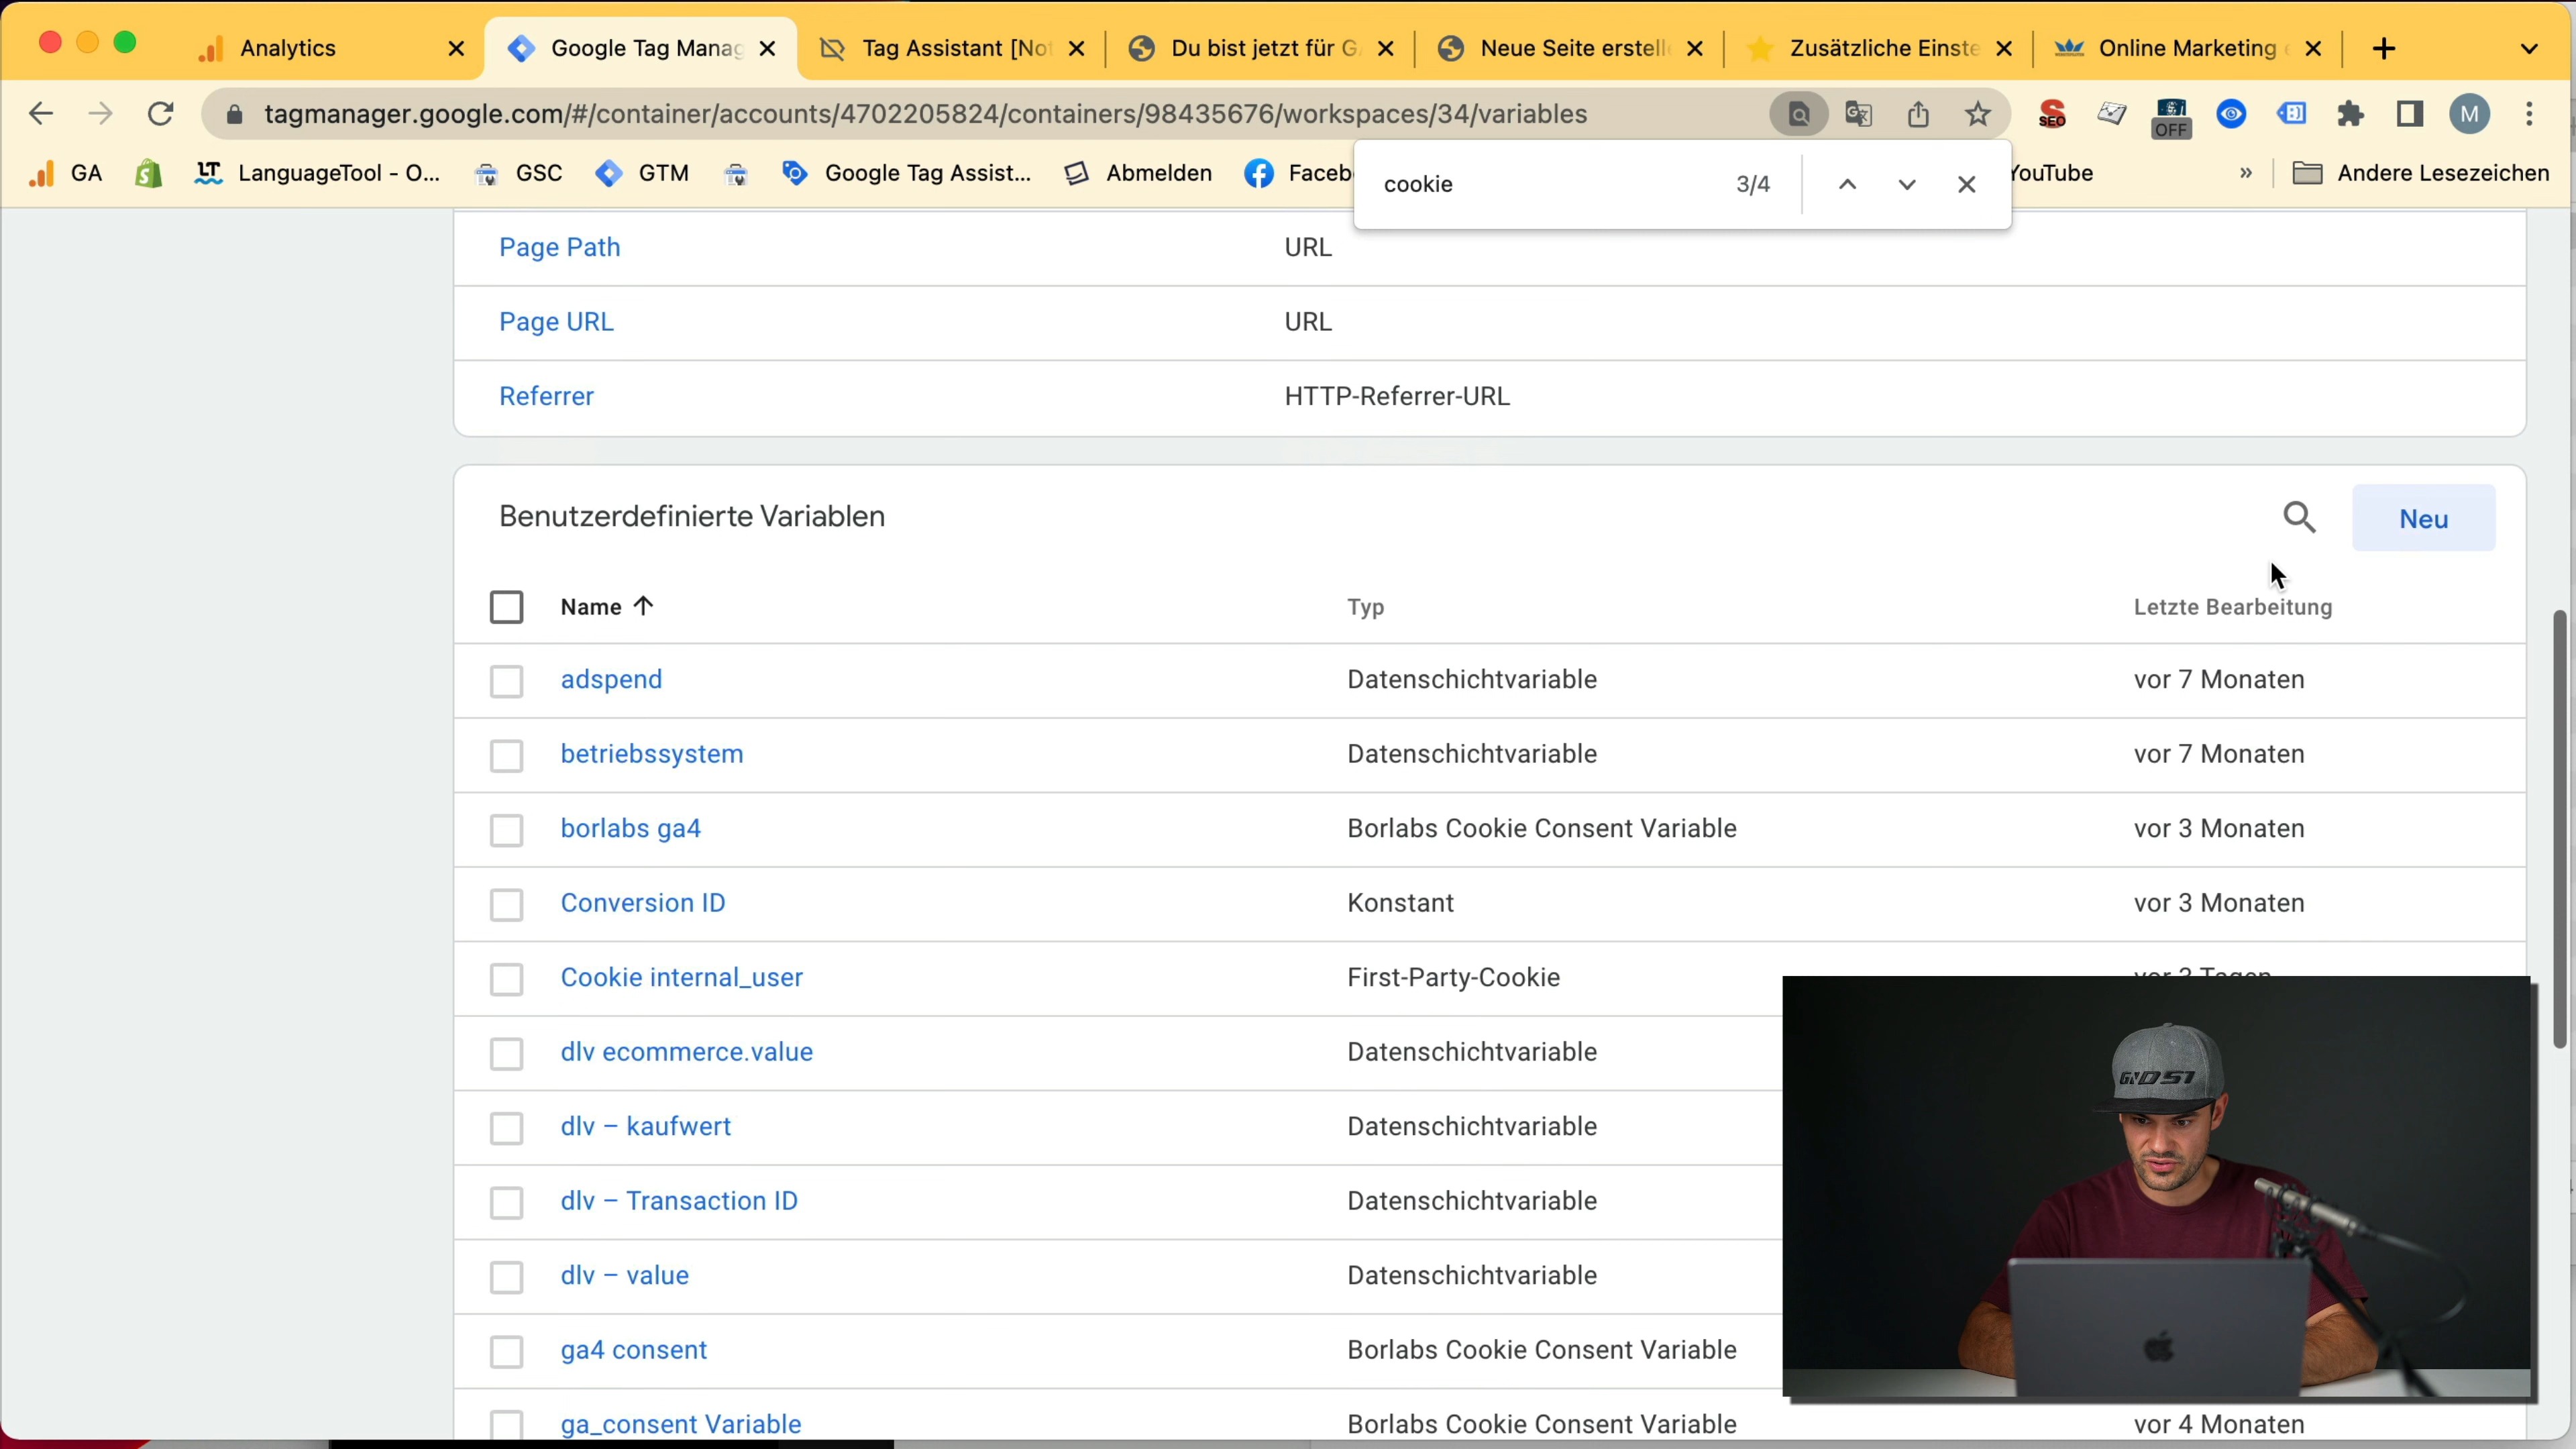 Analytics
Google Tag Manag
Tag Assistant [Not
Du bist jetzt für G
Neue Seite erstell
Zusätzliche Einste
Online Marketing e
tagmanager.google.com/#/container/accounts/4702205824/containers/98435676/workspaces/34/variables
SEO
OFF
M
GA
LT
LanguageTool - O...
GSC
GTM
Google Tag Assist...
Abmelden
Faceb
YouTube
»
Andere Lesezeichen
cookie
3/4
Page Path
URL
Page URL
URL
Referrer
HTTP-Referrer-URL
Benutzerdefinierte Variablen
Neu
Name
Typ
Letzte Bearbeitung
adspend
Datenschichtvariable
vor 7 Monaten
betriebssystem
Datenschichtvariable
vor 7 Monaten
borlabs ga4
Borlabs Cookie Consent Variable
vor 3 Monaten
Conversion ID
Konstant
vor 3 Monaten
Cookie internal_user
First-Party-Cookie
vor 3 Tagen
dlv ecommerce.value
Datenschichtvariable
dlv – kaufwert
Datenschichtvariable
dlv – Transaction ID
Datenschichtvariable
dlv – value
Datenschichtvariable
ga4 consent
Borlabs Cookie Consent Variable
ga_consent Variable
Borlabs Cookie Consent Variable
vor 4 Monaten